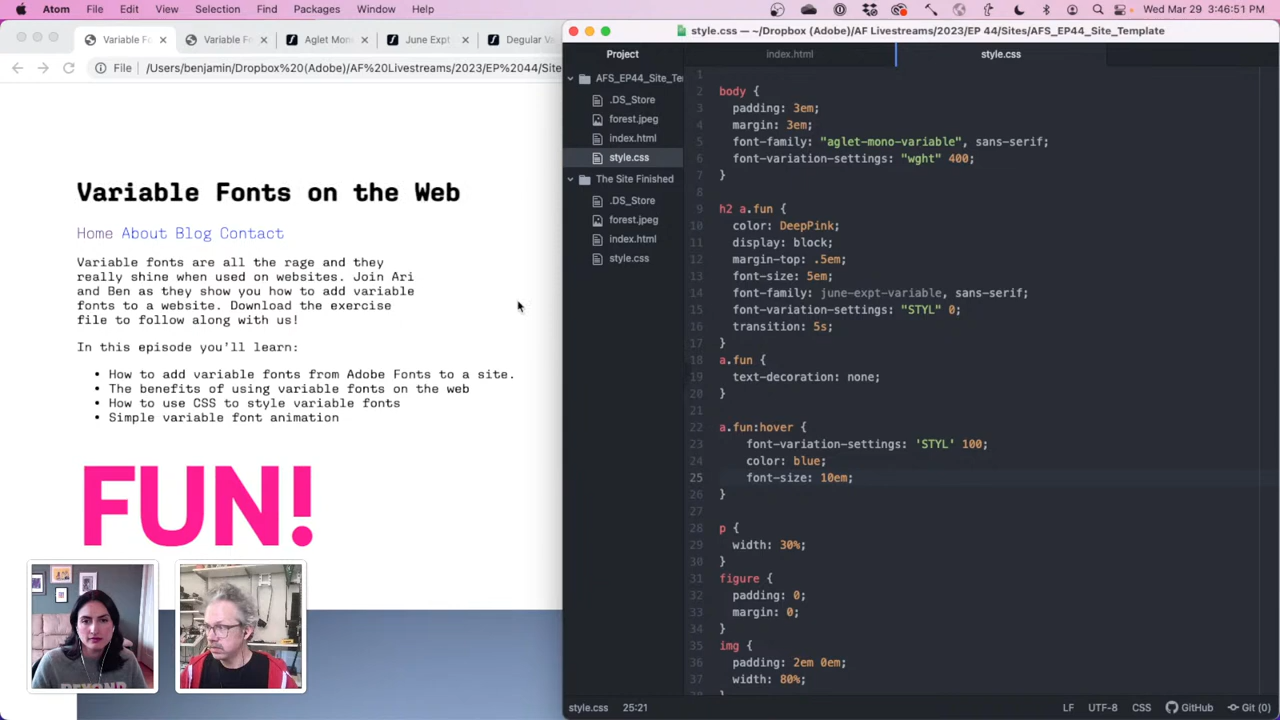 Atom File Edit View Selection Find Packages Window Help Wed Mar 29 3:46:51 PM
Variable F Variable F Aglet Mo June Expt Degular Va
File /Users/benjamin/Dropbox%20(Adobe)/AF%20Livestreams/2023/EP%2044/Site
Variable Fonts on the Web
Home About Blog Contact
Variable fonts are all the rage and they
really shine when used on websites. Join Ari
and Ben as they show you how to add variable
fonts to a website. Download the exercise
file to follow along with us!
In this episode you’ll learn:
• How to add variable fonts from Adobe Fonts to a site.
• The benefits of using variable fonts on the web
• How to use CSS to style variable fonts
• Simple variable font animation
FUN!
BEYOND
style.css — ~/Dropbox (Adobe)/AF Livestreams/2023/EP 44/Sites/AFS_EP44_Site_Template
Project
AFS_EP44_Site_Te
.DS_Store
forest.jpeg
index.html
style.css
The Site Finished
.DS_Store
forest.jpeg
index.html
style.css
index.html style.css
1
2 body {
3 padding: 3em;
4 margin: 3em;
5 font-family: "aglet-mono-variable", sans-serif;
6 font-variation-settings: "wght" 400;
7 }
8
9 h2 a.fun {
10 color: DeepPink;
11 display: block;
12 margin-top: .5em;
13 font-size: 5em;
14 font-family: june-expt-variable, sans-serif;
15 font-variation-settings: "STYL" 0;
16 transition: 5s;
17 }
18 a.fun {
19 text-decoration: none;
20 }
21
22 a.fun:hover {
23 font-variation-settings: 'STYL' 100;
24 color: blue;
25 font-size: 10em;
26 }
27
28 p {
29 width: 30%;
30 }
31 figure {
32 padding: 0;
33 margin: 0;
34 }
35 img {
36 padding: 2em 0em;
37 width: 80%;
style.css 25:21 LF UTF-8 CSS GitHub Git (0)